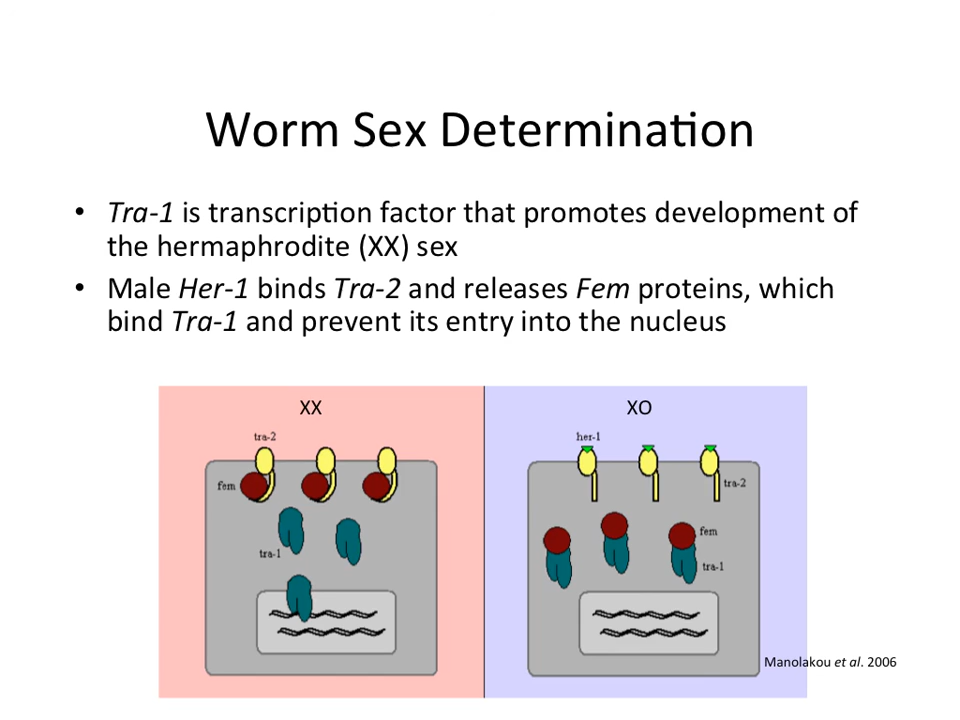 Worm Sex Determination
• Tra-1 is transcription factor that promotes development of
the hermaphrodite (XX) sex
• Male Her-1 binds Tra-2 and releases Fem proteins, which
bind Tra-1 and prevent its entry into the nucleus
XX
XO
tra-2
her-1
fem
tra-2
tra-1
fem
tra-1
Manolakou et al. 2006